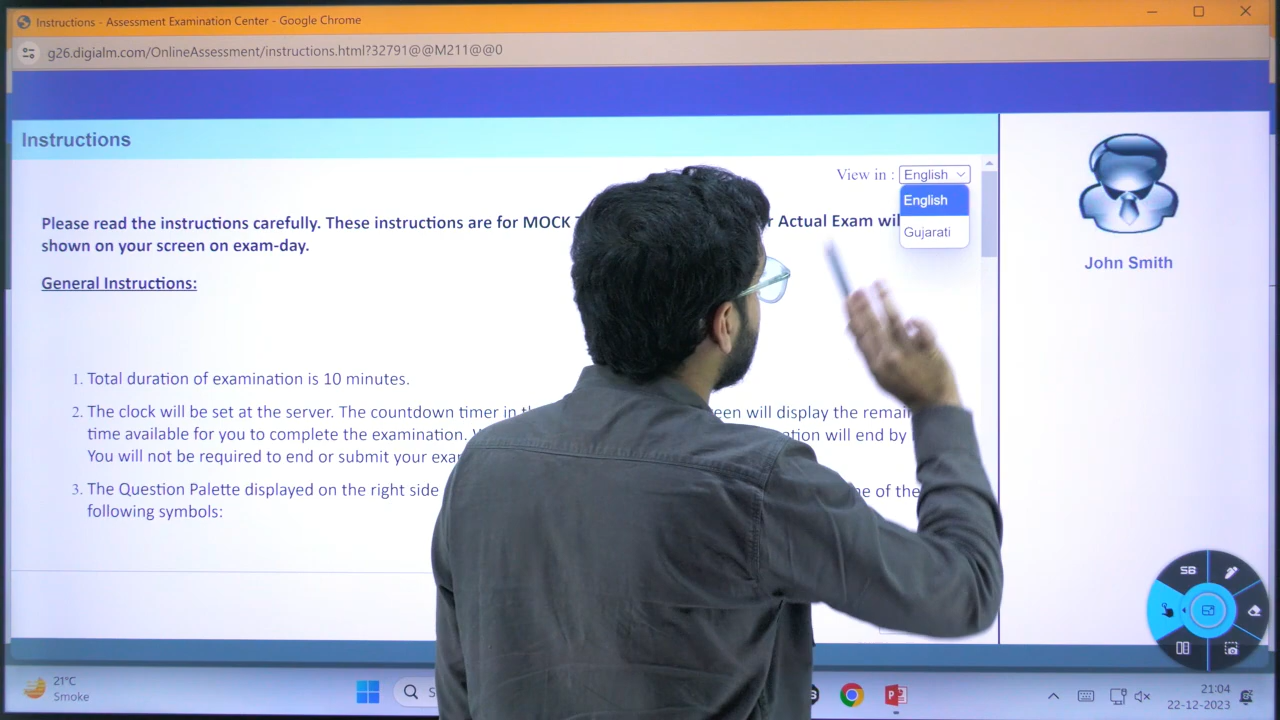 Instructions - Assessment Examination Center - Google Chrome
g26.digialm.com/OnlineAssessment/instructions.html?32791@@M211@@0
Instructions
View in : English
English
Gujarati
Please read the instructions carefully. These instructions are for MOCK Actual Exam
shown on your screen on exam-day.
General Instructions:
John Smith
1. Total duration of examination is 10 minutes.
2. The clock will be set at the server. The countdown timer in will display the
time available for you to complete the examination. will end by
You will not be required to end or submit your
3. The Question Palette displayed on the right side of the
following symbols:
SB
21°C
Smoke
21:04
22-12-2023